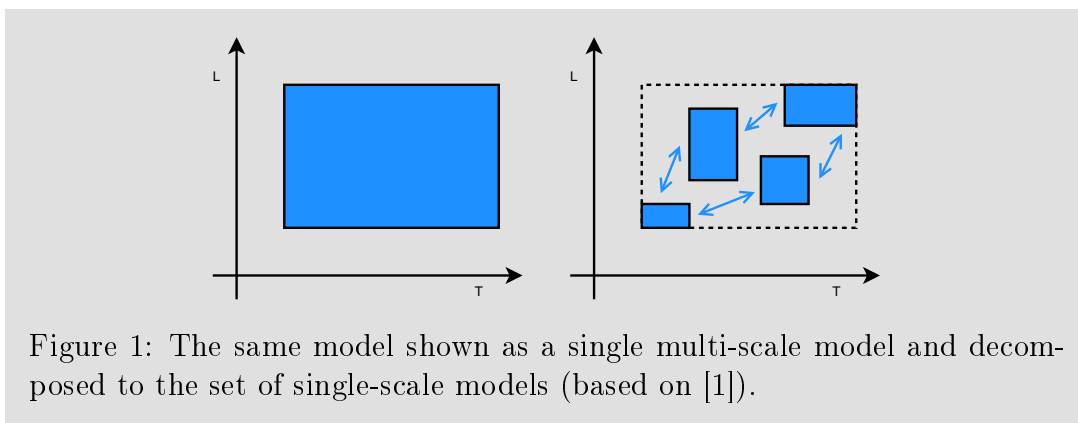 L
L
T
T
Figure 1: The same model shown as a single multi-scale model and decom-
posed to the set of single-scale models (based on [1]).